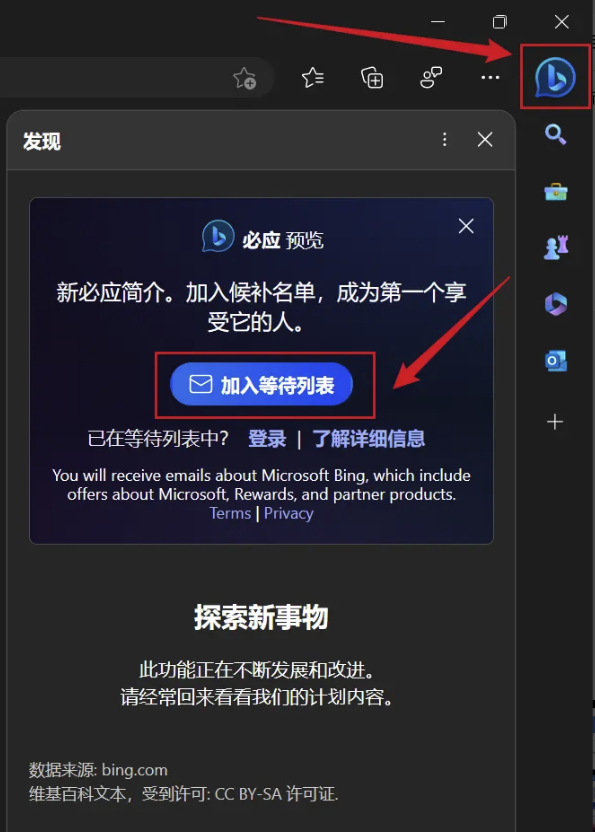 发现
必应 预览
新必应简介。加入候补名单，成为第一个享
受它的人。
加入等待列表
已在等待列表中？ 登录 | 了解详细信息
You will receive emails about Microsoft Bing, which include
offers about Microsoft, Rewards, and partner products.
Terms | Privacy
探索新事物
此功能正在不断发展和改进。
请经常回来看看我们的计划内容。
数据来源: bing.com
维基百科文本，受到许可: CC BY-SA 许可证.